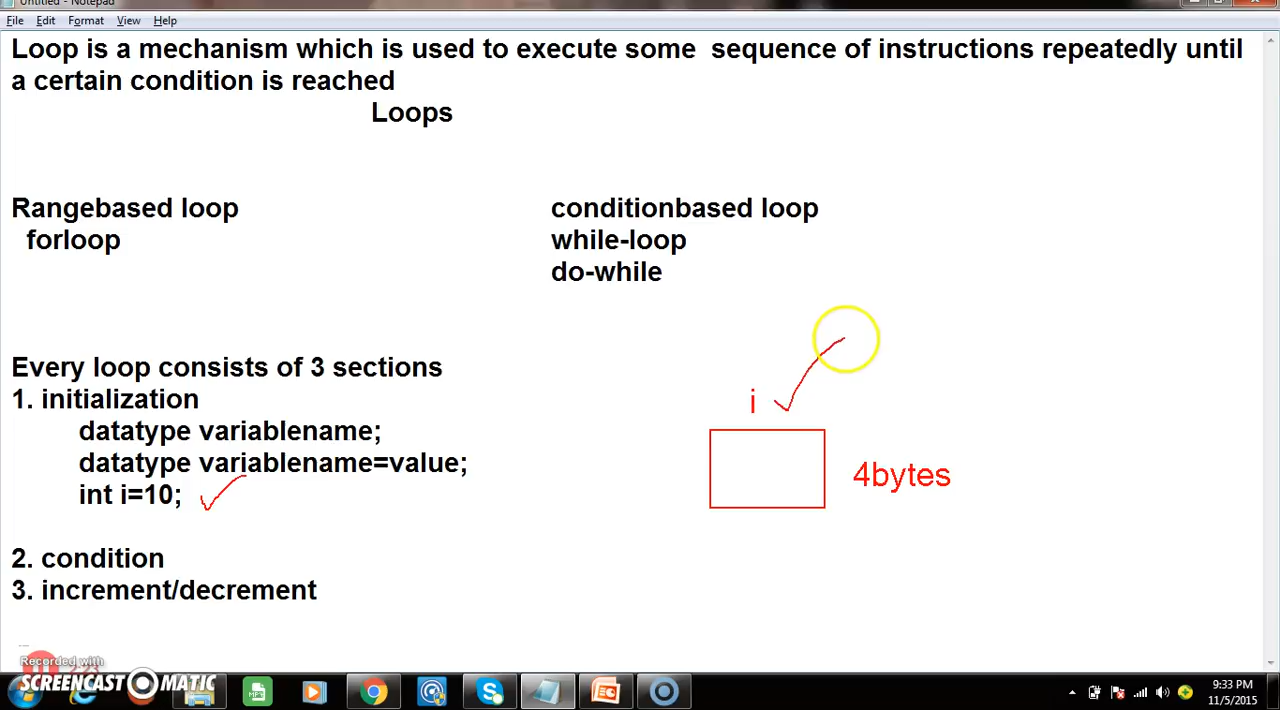 Untitled - Notepad
File Edit Format View Help
Loop is a mechanism which is used to execute some  sequence of instructions repeatedly until
a certain condition is reached
Loops
Rangebased loop conditionbased loop
forloop while-loop
do-while
Every loop consists of 3 sections
1. initialization
i
datatype variablename;
datatype variablename=value;
4bytes
int i=10;
2. condition
3. increment/decrement
Recorded with
SCREENCAST MATIC
MP3
9:33 PM
11/5/2015